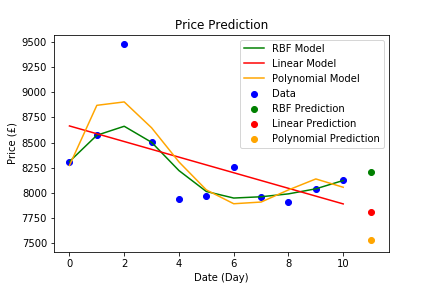 Price Prediction
9500
9250
9000
8750
8500
8250
8000
7750
7500
Price (£)
RBF Model
Linear Model
Polynomial Model
Data
RBF Prediction
Linear Prediction
Polynomial Prediction
0 2 4 6 8 10
Date (Day)